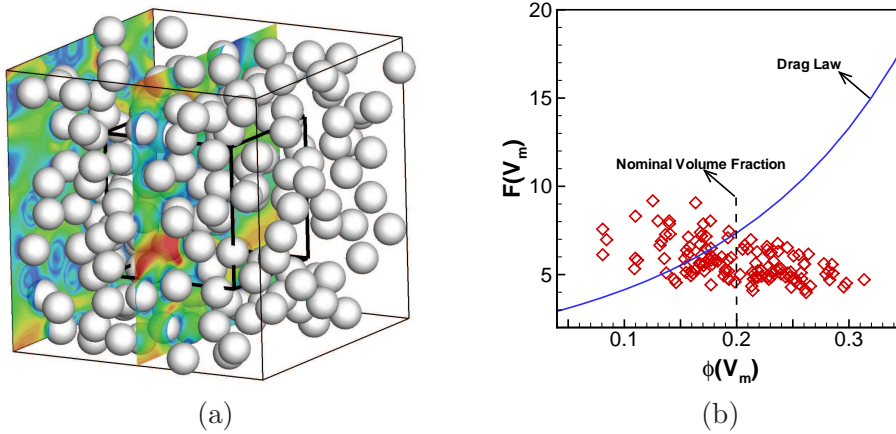 20
Drag Law
15
F(V_m)
Nominal Volume Fraction
10
5
0.1 0.2 0.3
ϕ(V_m)
(a) (b)